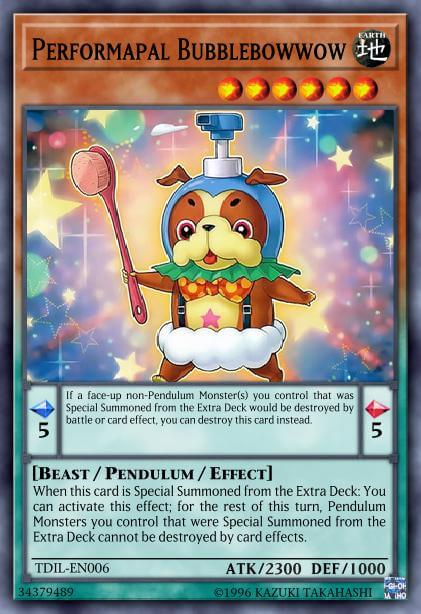 PERFORMAPAL BUBBLEBOWWOW
EARTH
地
If a face-up non-Pendulum Monster(s) you control that was
Special Summoned from the Extra Deck would be destroyed by
battle or card effect, you can destroy this card instead.
5
5
[BEAST / PENDULUM / EFFECT]
When this card is Special Summoned from the Extra Deck: You
can activate this effect; for the rest of this turn, Pendulum
Monsters you control that were Special Summoned from the
Extra Deck cannot be destroyed by card effects.
TDIL-EN006
ATK/2300 DEF/1000
34379489
©1996 KAZUKI TAKAHASHI